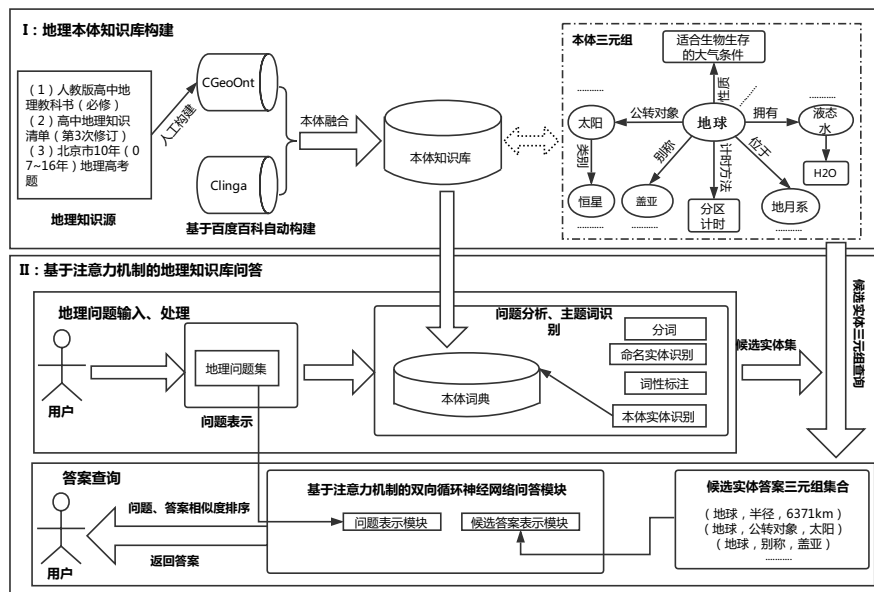 I：地理本体知识库构建
（1）人教版高中地
理教科书（必修）
（2）高中地理知识
清单（第3次修订）
（3）北京市10年（0
7~16年）地理高考
题
地理知识源
人工构建
CGeoOnt
Clinga
基于百度百科自动构建
本体融合
本体知识库
本体三元组
适合生物生存
的大气条件
............
性质
............
太阳
公转对象
地球
拥有
液态
水
............
类别
别称
计时方法
位于
H2O
恒星
盖亚
分区
计时
地月系
............
............
II：基于注意力机制的地理知识库问答
地理问题输入、处理
用户
地理问题集
问题表示
问题分析、主题词识
别
分词
命名实体识别
词性标注
本体实体识别
本体词典
候选实体集
候选实体三元组查询
答案查询
用户
问题、答案相似度排序
返回答案
基于注意力机制的双向循环神经网络问答模块
问题表示模块
候选答案表示模块
候选实体答案三元组集合
（地球，半径，6371km）
（地球，公转对象，太阳）
（地球，别称，盖亚）
............